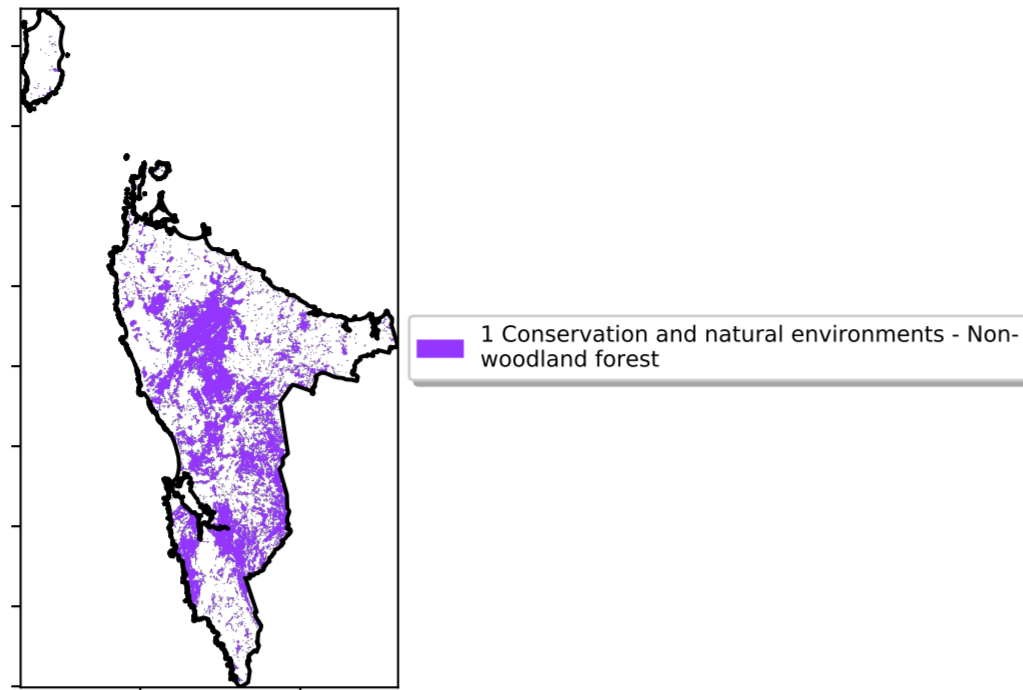 1 Conservation and natural environments - Non-
woodland forest